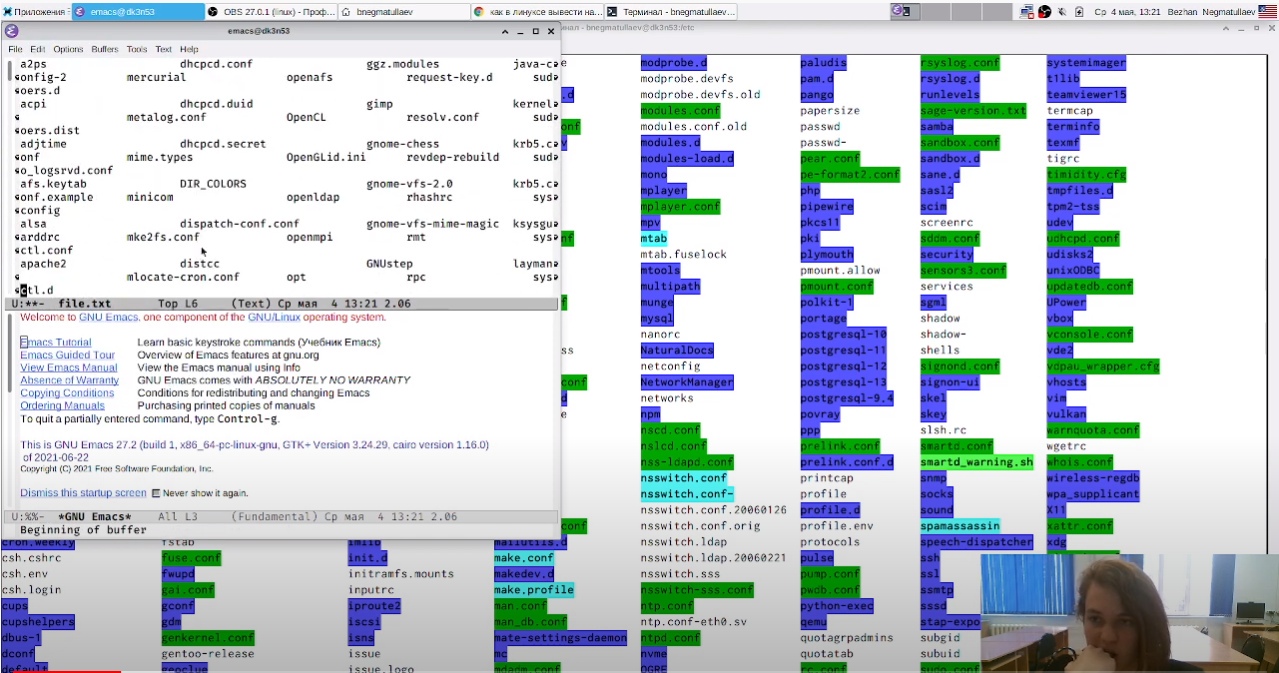 Приложения emacs@dk3n53 OBS 27.0.1 (linux) - Проф... bnegmatullaev как в линуксе вывести на... Терминал - bnegmatullaev... Ср 4 мая, 13:21 Bezhan Negmatullaev
emacs@dk3n53
bnegmatullaev@dk3n53:/etc
File Edit Options Buffers Tools Text Help
a2ps dhcpcd.conf ggz.modules java-c
onfig-2 mercurial openafs request-key.d sud
oers.d
acpi dhcpcd.duid gimp kernel
metalog.conf OpenCL resolv.conf sud
oers.dist
adjtime dhcpcd.secret gnome-chess krb5.c
onf mime.types OpenGLid.ini revdep-rebuild sud
o_logsrvd.conf
afs.keytab DIR_COLORS gnome-vfs-2.0 krb5.c
onf.example minicom openldap rhashrc sys
config
alsa dispatch-conf.conf gnome-vfs-mime-magic ksysgu
arddrc mke2fs.conf openmpi rmt sys
ctl.conf
apache2 distcc GNUstep layman
mlocate-cron.conf opt rpc sys
ctl.d
U:**- file.txt Top L6 (Text) Ср мая 4 13:21 2.06
Welcome to GNU Emacs, one component of the GNU/Linux operating system.
Emacs Tutorial Learn basic keystroke commands (Учебник Emacs)
Emacs Guided Tour Overview of Emacs features at gnu.org
View Emacs Manual View the Emacs manual using Info
Absence of Warranty GNU Emacs comes with ABSOLUTELY NO WARRANTY
Copying Conditions Conditions for redistributing and changing Emacs
Ordering Manuals Purchasing printed copies of manuals
To quit a partially entered command, type Control-g.
This is GNU Emacs 27.2 (build 1, x86_64-pc-linux-gnu, GTK+ Version 3.24.29, cairo version 1.16.0)
of 2021-06-22
Copyright (C) 2021 Free Software Foundation, Inc.
Dismiss this startup screen Never show it again.
U:%%- *GNU Emacs* All L3 (Fundamental) Ср мая 4 13:21 2.06
Beginning of buffer
modprobe.d paludis rsyslog.conf systemimager
modprobe.devfs pam.d rsyslog.d t1lib
modprobe.devfs.old pango runlevels teamviewer15
modules.conf papersize sage-version.txt termcap
modules.conf.old passwd samba terminfo
modules.d passwd- sandbox.conf texmf
modules-load.d pear.conf sandbox.d tigrc
mono pe-format2.conf sane.d timidity.cfg
mplayer php sasl2 tmpfiles.d
mplayer.conf pipewire scim tpm2-tss
mpv pkcs11 screenrc udev
mtab pki sddm.conf udhcpd.conf
mtab.fuselock plymouth security udisks2
mtools pmount.allow sensors3.conf unixODBC
multipath pmount.conf services updatedb.conf
munge polkit-1 sgml UPower
mysql portage shadow vbox
nanorc postgresql-10 shadow- vconsole.conf
NaturalDocs postgresql-11 shells vde2
netconfig postgresql-12 signond.conf vdpau_wrapper.cfg
NetworkManager postgresql-13 signon-ui vhosts
networks postgresql-9.4 skel vim
npm povray skey vulkan
nscd.conf ppp slsh.rc warnquota.conf
nslcd.conf prelink.conf smartd.conf wgetrc
nss-ldapd.conf prelink.conf.d smartd_warning.sh whois.conf
nsswitch.conf printcap snmp wireless-regdb
nsswitch.conf- profile socks wpa_supplicant
nsswitch.conf.20060126 profile.d sound X11
nsswitch.conf.orig profile.env spamassassin xattr.conf
cron.weekly fstab imlib mailutils.d nsswitch.ldap protocols speech-dispatcher xdg
csh.cshrc fuse.conf init.d make.conf nsswitch.ldap.20060221 pulse ssh
csh.env fwupd initramfs.mounts makedev.d nsswitch.sss pump.conf ssl
csh.login gai.conf inputrc make.profile nsswitch-sss.conf pwdb.conf ssmtp
cups gconf iproute2 man.conf ntp.conf python-exec sssd
cupshelpers gdm iscsi man_db.conf ntp.conf-eth0.sv qemu stap-expo
dbus-1 genkernel.conf isns mate-settings-daemon ntpd.conf quotagrpadmins subgid
dconf gentoo-release issue mc nvme quotatab subuid
default geoclue issue.logo mdadm.conf OGRE rc.conf sudo.conf